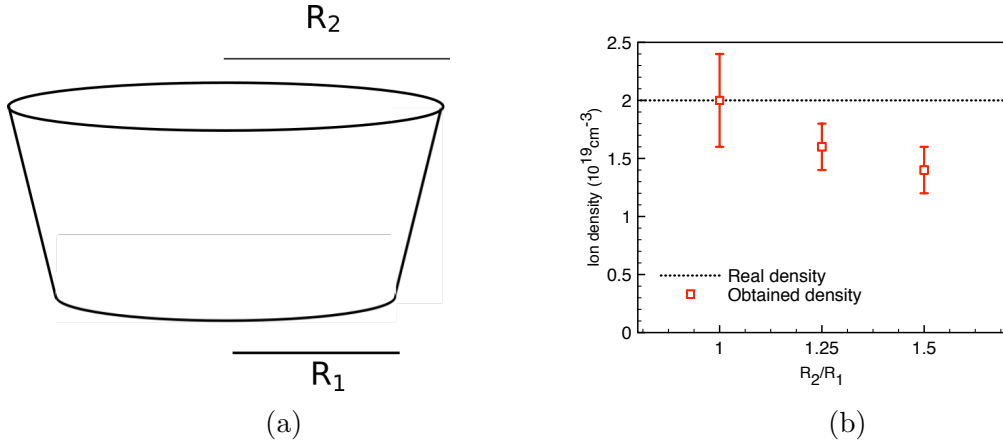 R2
R1
(a)
2.5
2
1.5
1
0.5
0
Ion density (10^19cm-3)
Real density
Obtained density
1 1.25 1.5
R2/R1
(b)